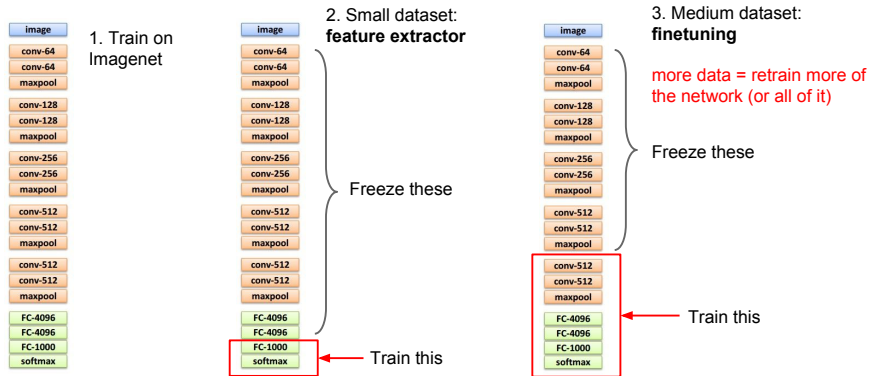 image
conv-64
conv-64
maxpool
conv-128
conv-128
maxpool
conv-256
conv-256
maxpool
conv-512
conv-512
maxpool
conv-512
conv-512
maxpool
FC-4096
FC-4096
FC-1000
softmax
1. Train on
Imagenet
2. Small dataset:
feature extractor
image
conv-64
conv-64
maxpool
conv-128
conv-128
maxpool
conv-256
conv-256
maxpool
conv-512
conv-512
maxpool
conv-512
conv-512
maxpool
FC-4096
FC-4096
FC-1000
softmax
Freeze these
Train this
3. Medium dataset:
finetuning
more data = retrain more of
the network (or all of it)
image
conv-64
conv-64
maxpool
conv-128
conv-128
maxpool
conv-256
conv-256
maxpool
conv-512
conv-512
maxpool
conv-512
conv-512
maxpool
FC-4096
FC-4096
FC-1000
softmax
Freeze these
Train this